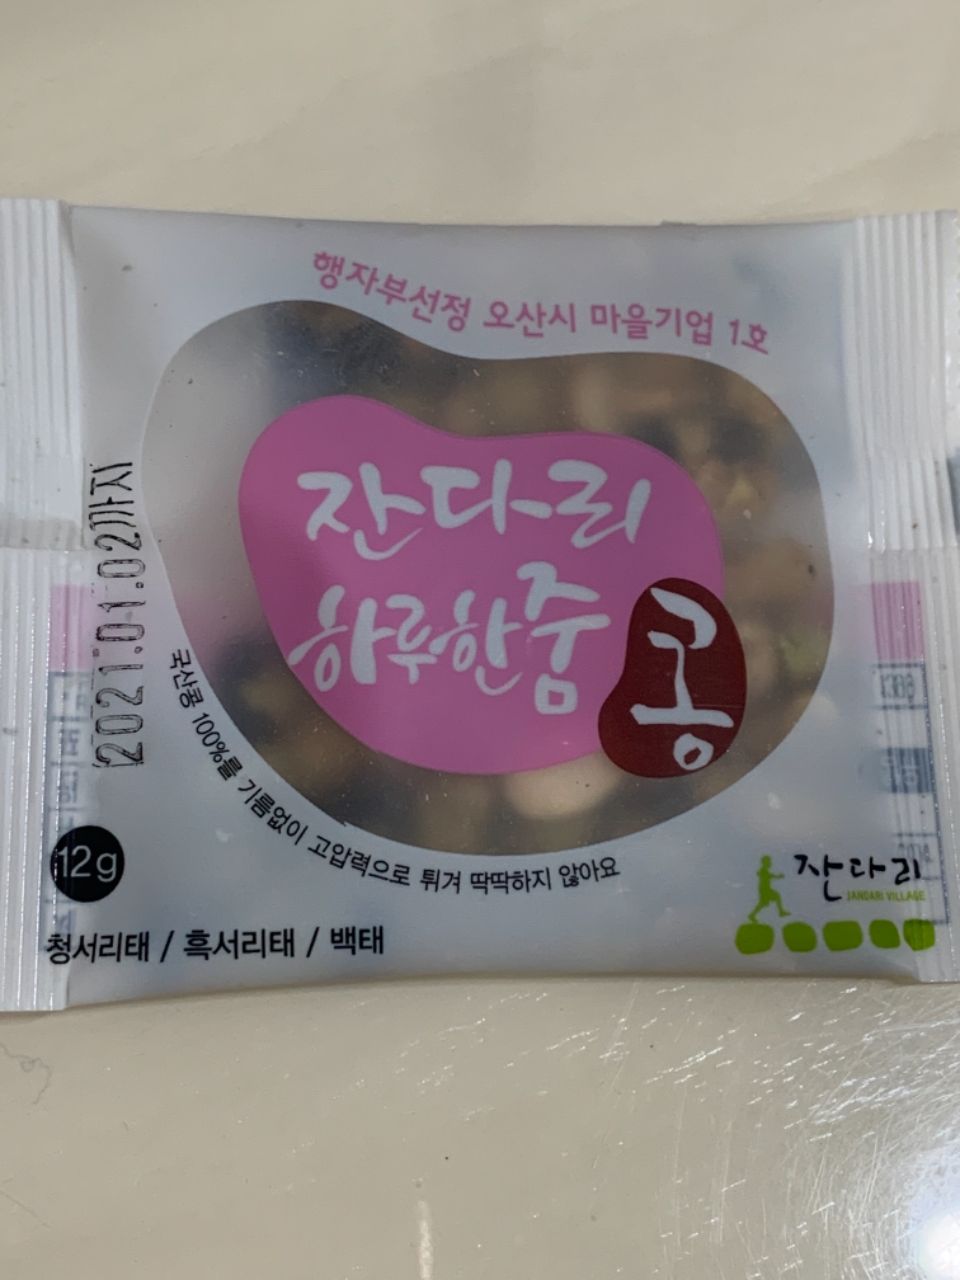 행자부선정 오산시 마을기업 1호
잔다리
하루한줌
콩
2021.01.02까지
국산콩 100%를 기름없이 고압력으로 튀겨 딱딱하지 않아요
12g
청서리태 / 흑서리태 / 백태
잔다리
JANDARI VILLAGE